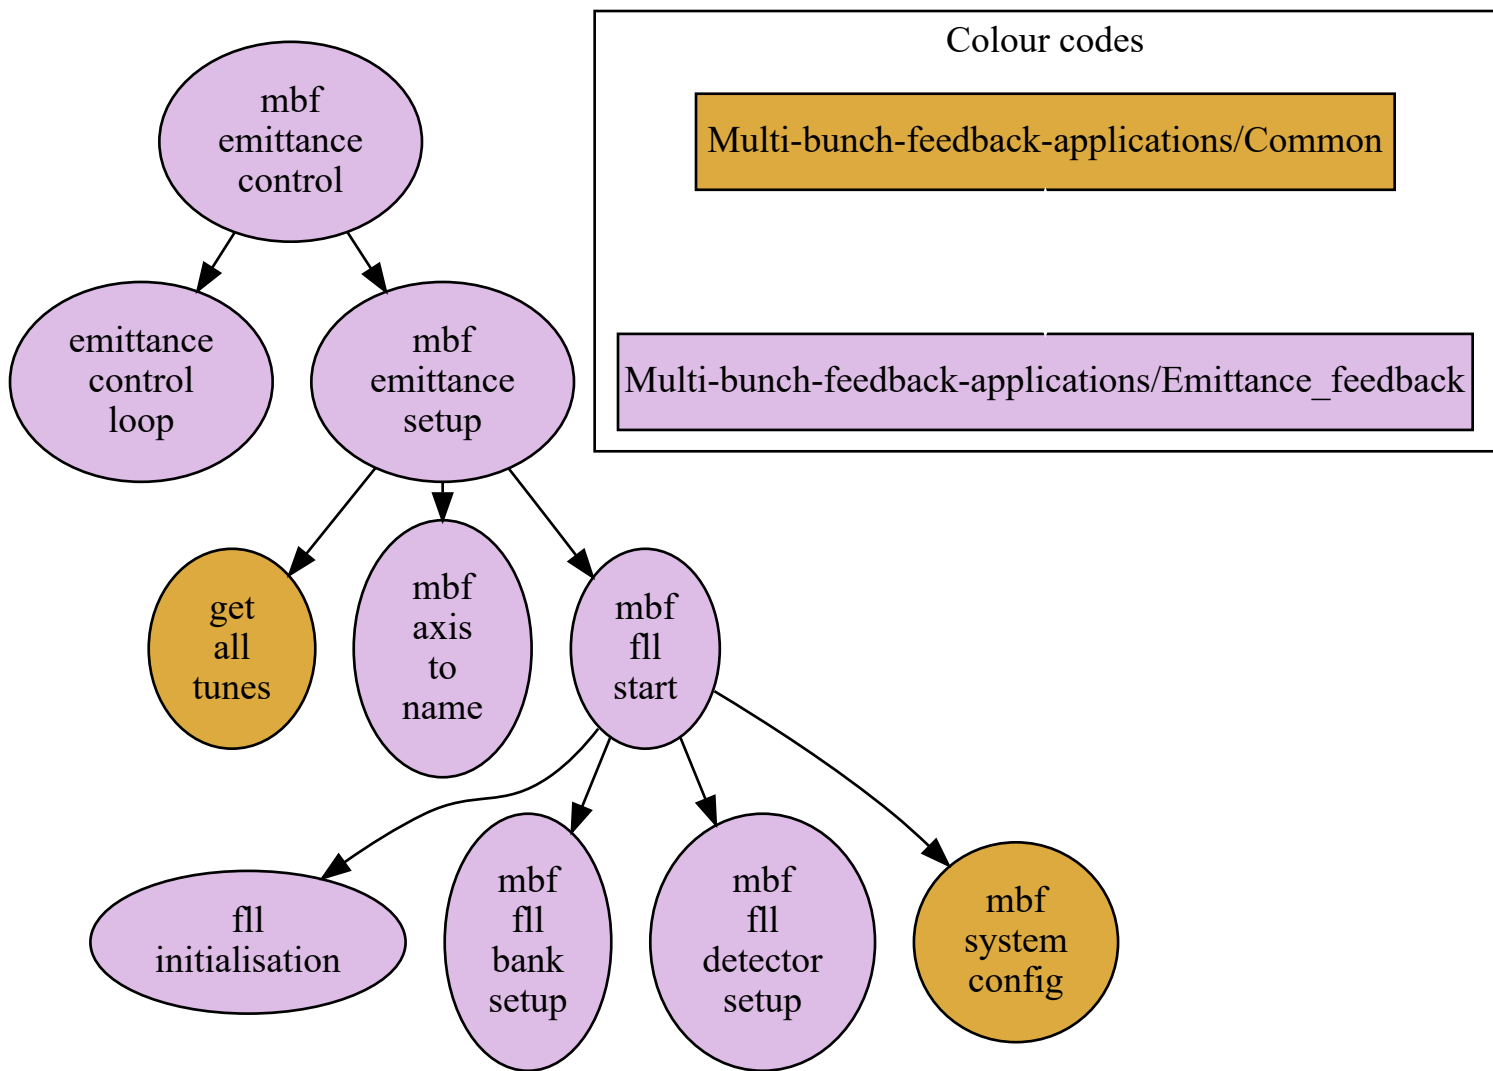 Colour codes
Multi-bunch-feedback-applications/Common
Multi-bunch-feedback-applications/Emittance_feedback
mbf
emittance
control
emittance
control
loop
mbf
emittance
setup
get
all
tunes
mbf
axis
to
name
mbf
fll
start
fll
initialisation
mbf
fll
bank
setup
mbf
fll
detector
setup
mbf
system
config